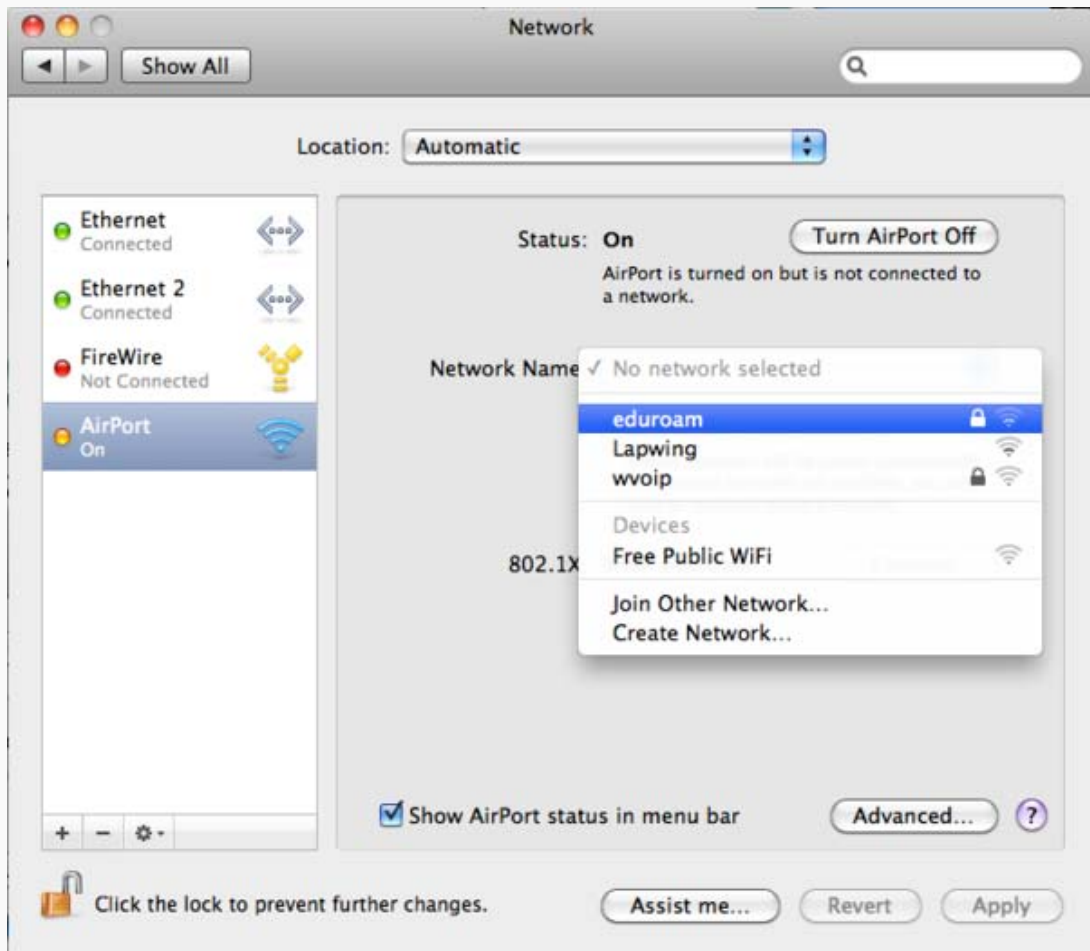 Network
Show All
Location: Automatic
Ethernet
Connected
Ethernet 2
Connected
FireWire
Not Connected
AirPort
On
Status: On
Turn AirPort Off
AirPort is turned on but is not connected to
a network.
Network Name
✓ No network selected
eduroam
Lapwing
wvoip
Devices
Free Public WiFi
Join Other Network...
Create Network...
802.1X
Show AirPort status in menu bar
Advanced...
?
Click the lock to prevent further changes.
Assist me...
Revert
Apply